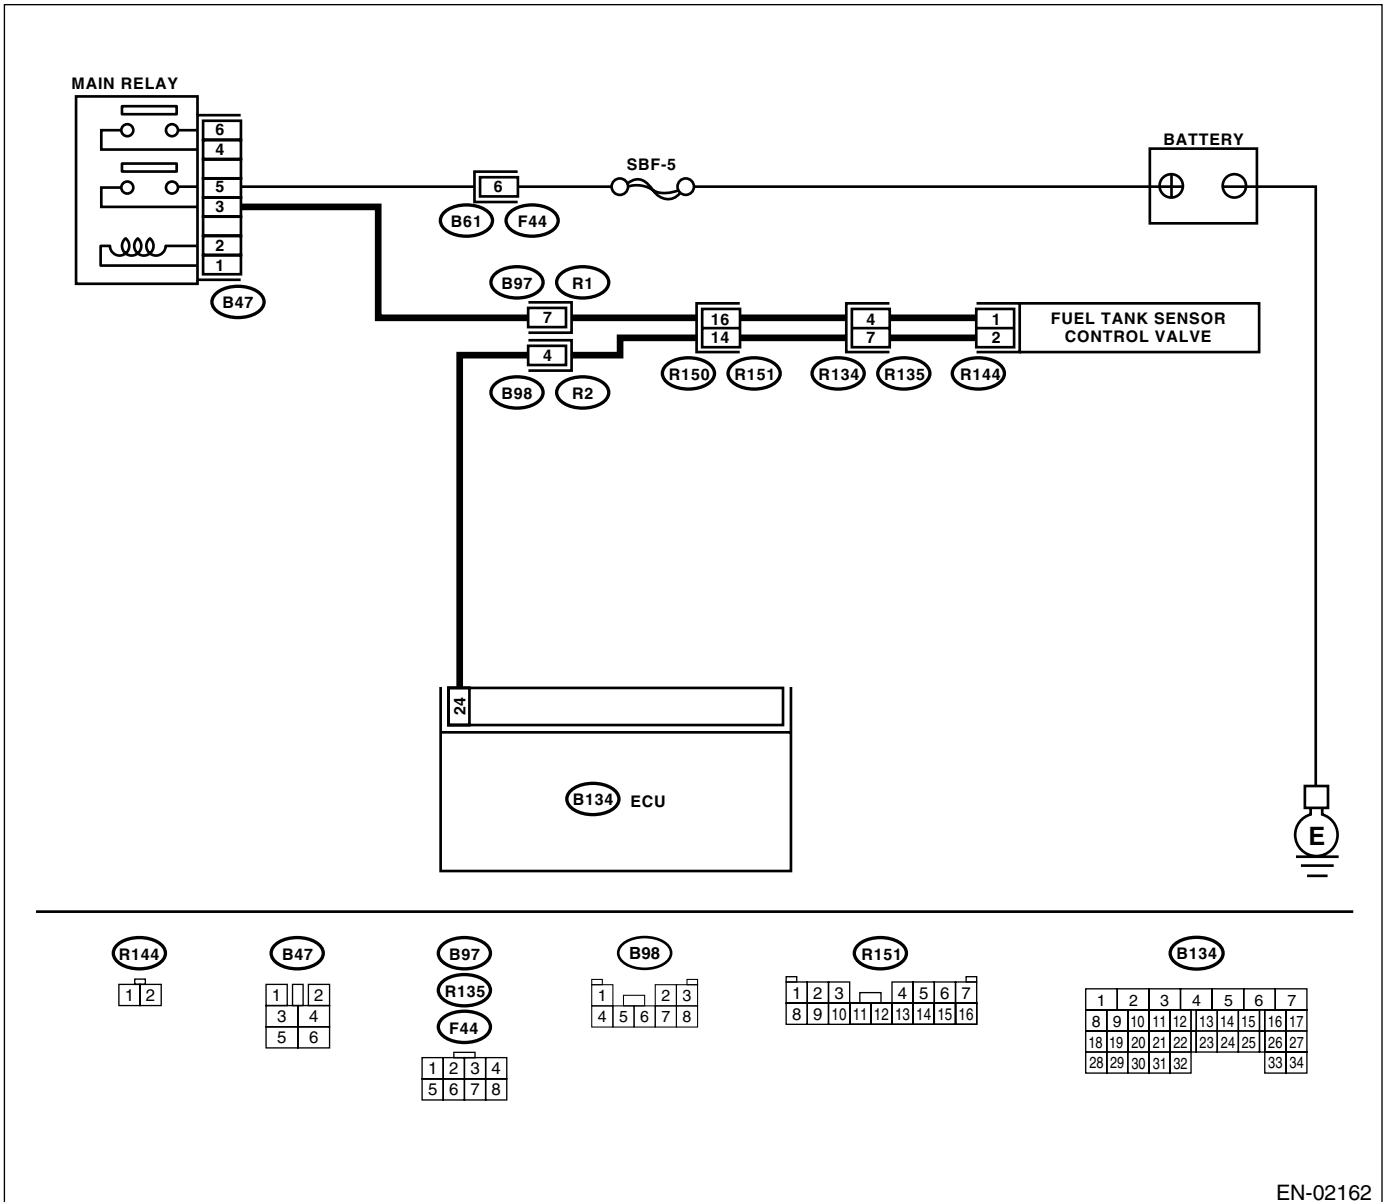 MAIN RELAY
6
4
5
3
2
1
B47
6
B61 F44
SBF-5
BATTERY
B97 R1
7
4
B98 R2
16
14
R150 R151
4
7
R134 R135
1
2
R144
FUEL TANK SENSOR
CONTROL VALVE
24
B134 ECU
E
R144
1 2
B47
1 2
3 4
5 6
B97
R135
F44
1 2 3 4
5 6 7 8
B98
1 2 3
4 5 6 7 8
R151
1 2 3 4 5 6 7
8 9 10 11 12 13 14 15 16
B134
1 2 3 4 5 6 7
8 9 10 11 12 13 14 15 16 17
18 19 20 21 22 23 24 25 26 27
28 29 30 31 32 33 34
EN-02162